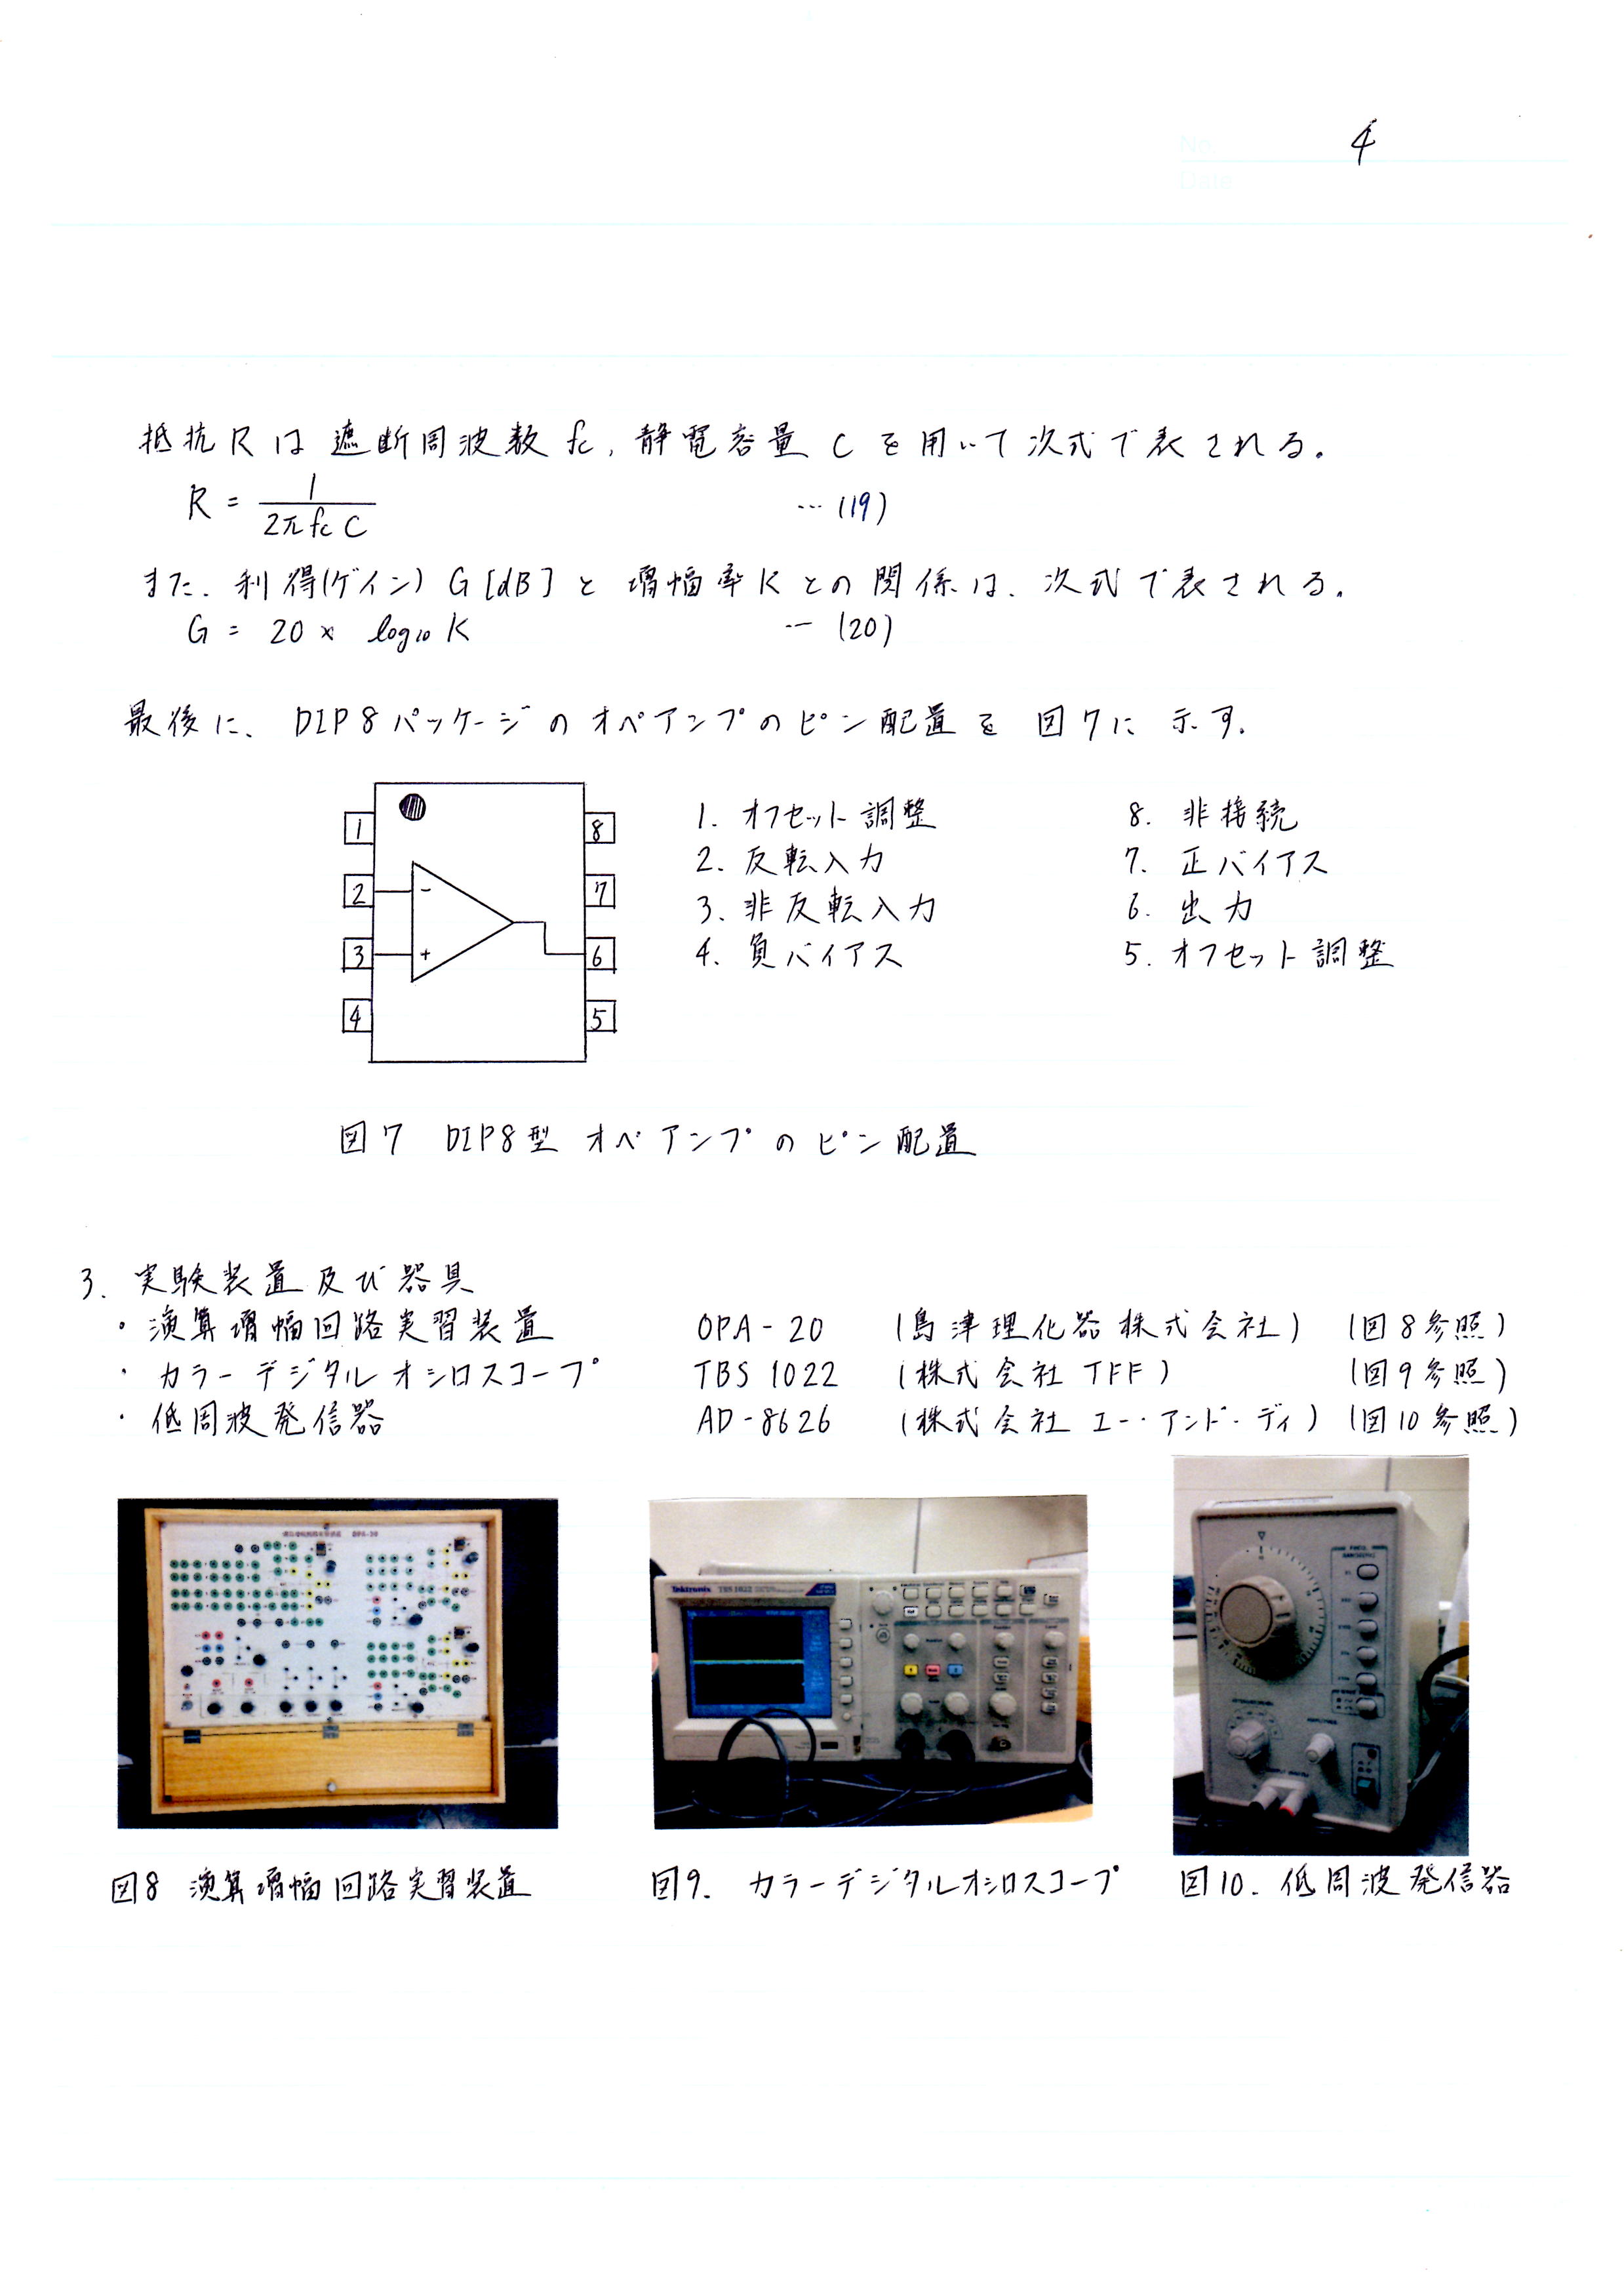 No.
4
Date
抵抗Rは遮断周波数fc,静電容量Cを用いて次式で表される。
R = 1/(2πfcC) …(19)
また、利得(ゲイン)G[dB]と増幅率Kとの関係は、次式で表される。
G = 20 × log₁₀ K …(20)
最後に、DIP8パッケージのオペアンプのピン配置を図7に示す。
1 8
2 - 7
3 + 6
4 5
1. オフセット調整 8. 非接続
2. 反転入力 7. 正バイアス
3. 非反転入力 6. 出力
4. 負バイアス 5. オフセット調整
図7 DIP8型オペアンプのピン配置
3. 実験装置及び器具
・演算増幅回路実習装置 OPA-20 (島津理化器株式会社) (図8参照)
・カラーデジタルオシロスコープ TBS 1022 (株式会社TFF) (図9参照)
・低周波発信器 AD-8626 (株式会社エー・アンド・ディ) (図10参照)
OPA-20
Tektronix TBS 1022
図8 演算増幅回路実習装置
図9. カラーデジタルオシロスコープ
図10. 低周波発信器